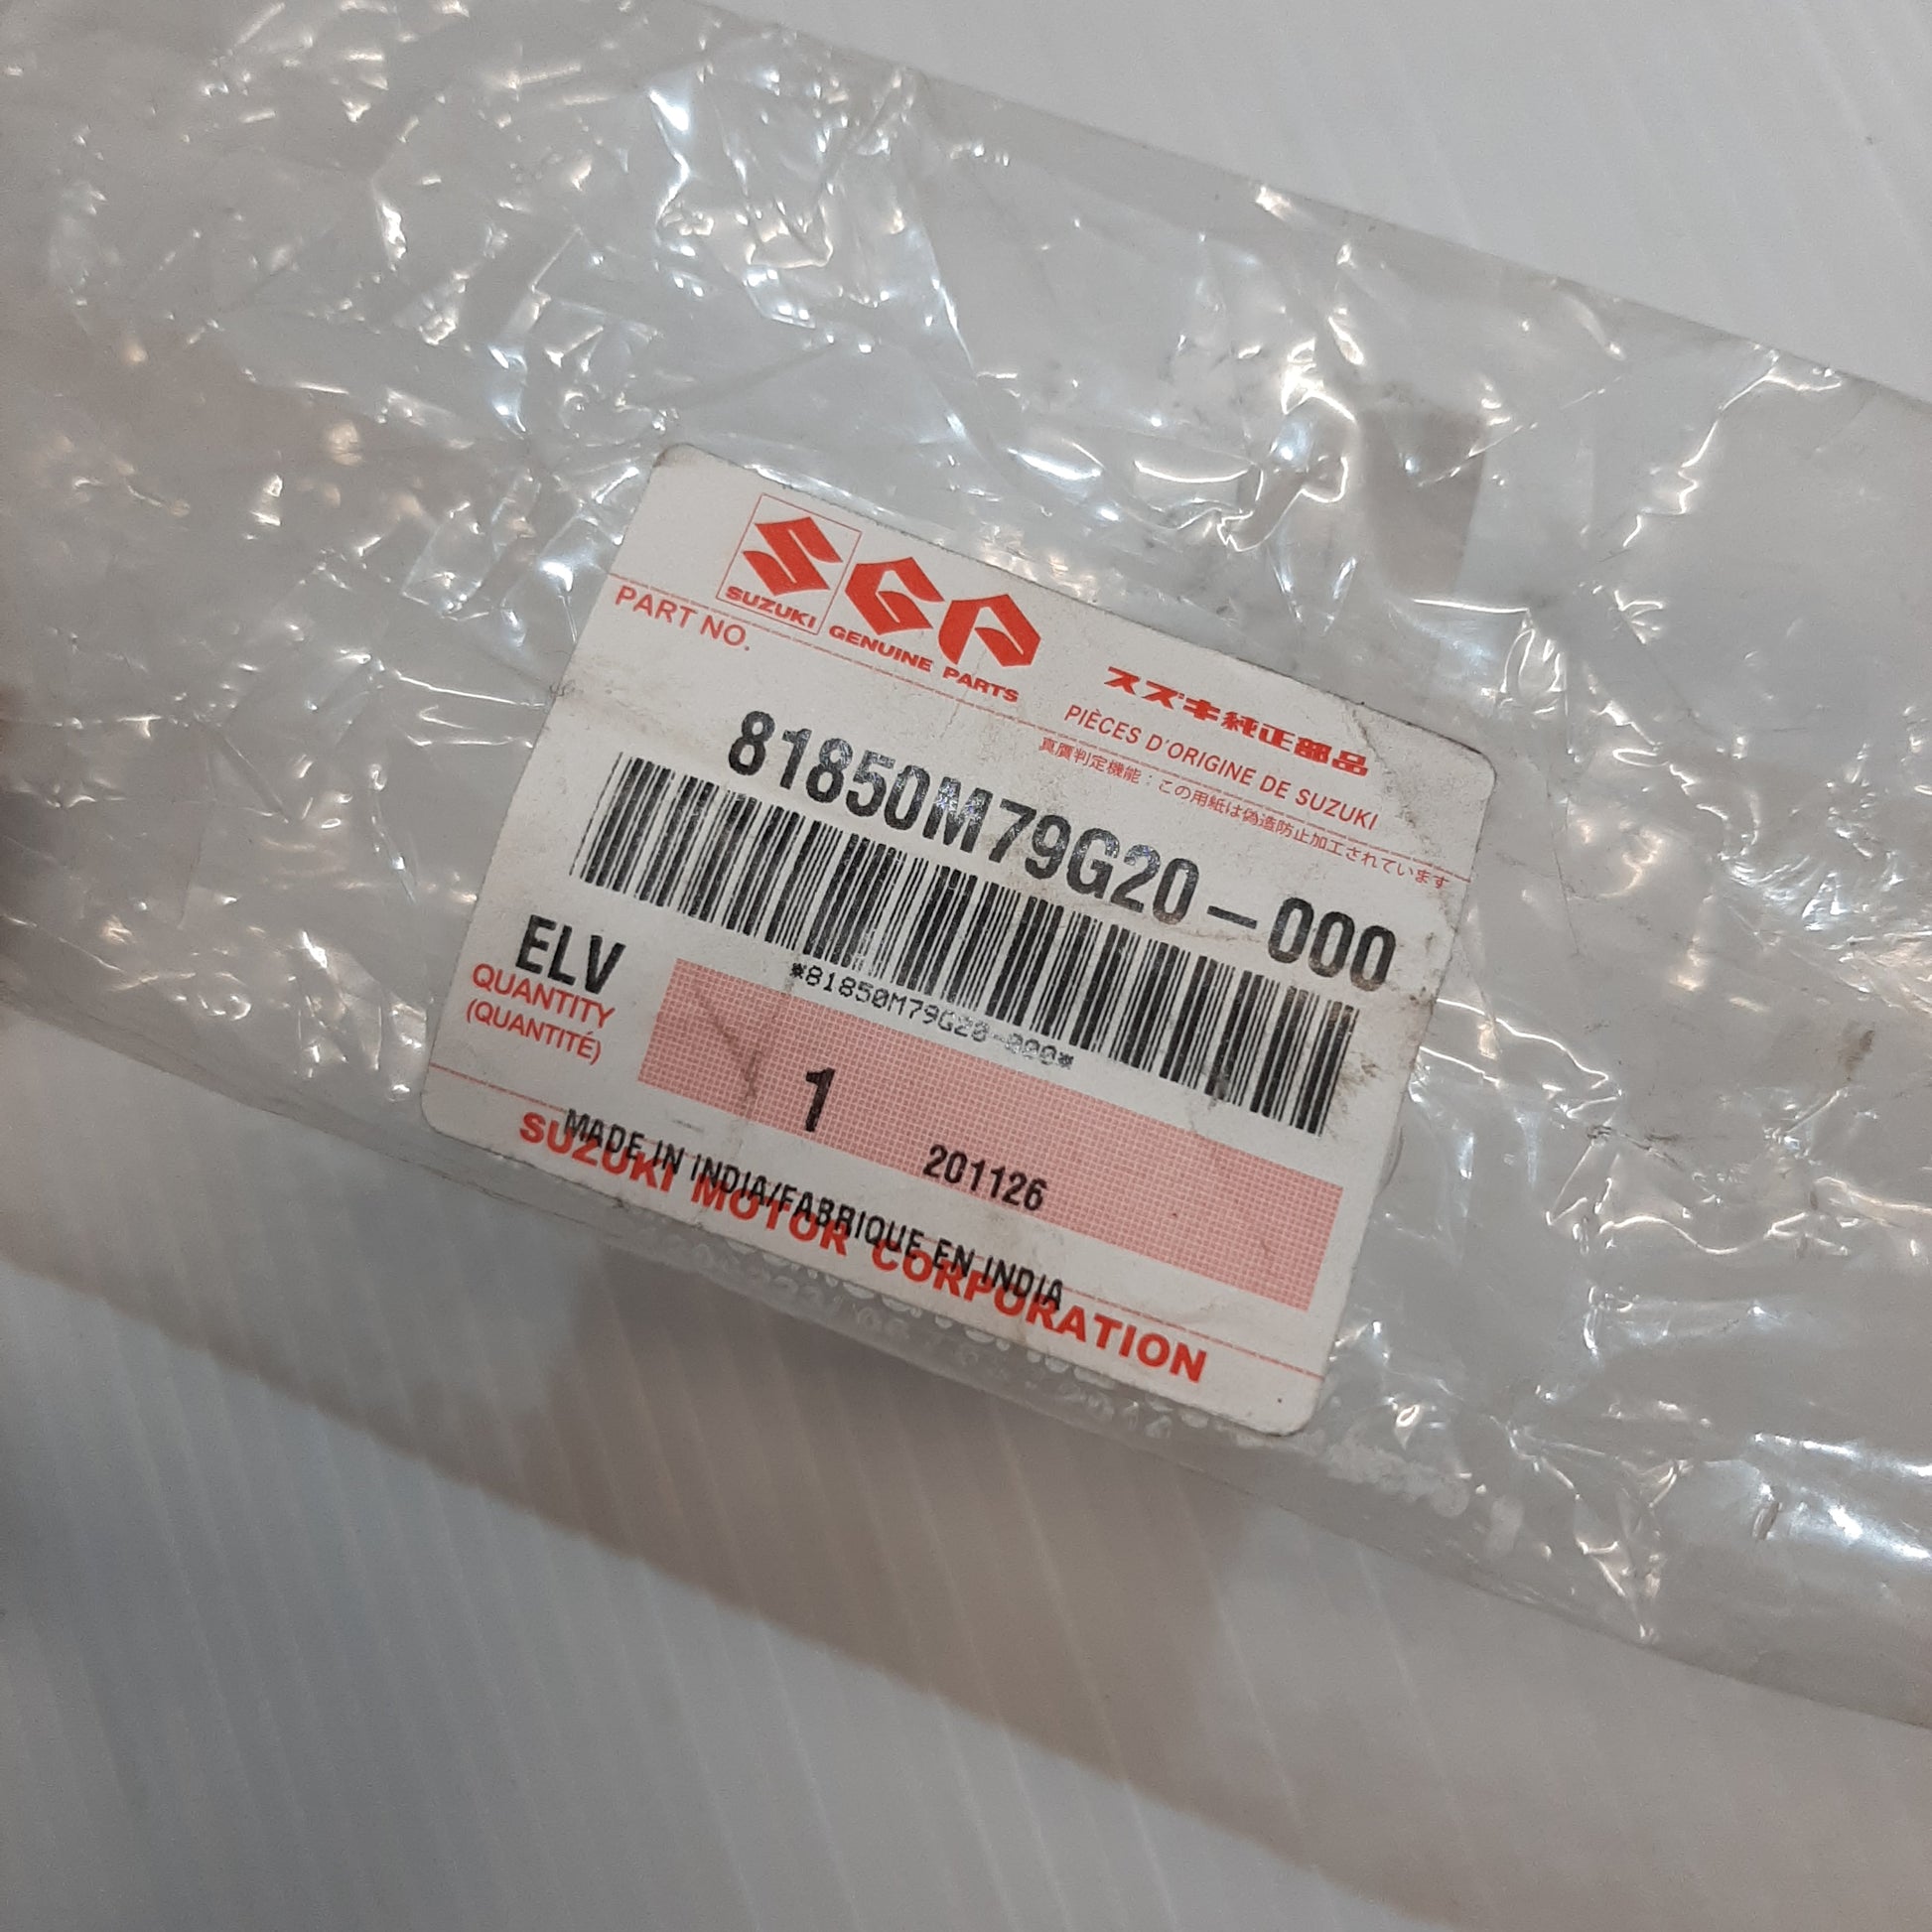 SUZUKI
SGP
GENUINE PARTS
スズキ純正部品
PIÈCES D'ORIGINE DE SUZUKI
真贋判定機能:この用紙は偽造防止加工されています
PART NO.
81850M79G20-000
*81850M79G20-000*
ELV
QUANTITY
(QUANTITÉ)
1
201126
MADE IN INDIA/FABRIQUE EN INDIA
SUZUKI MOTOR CORPORATION